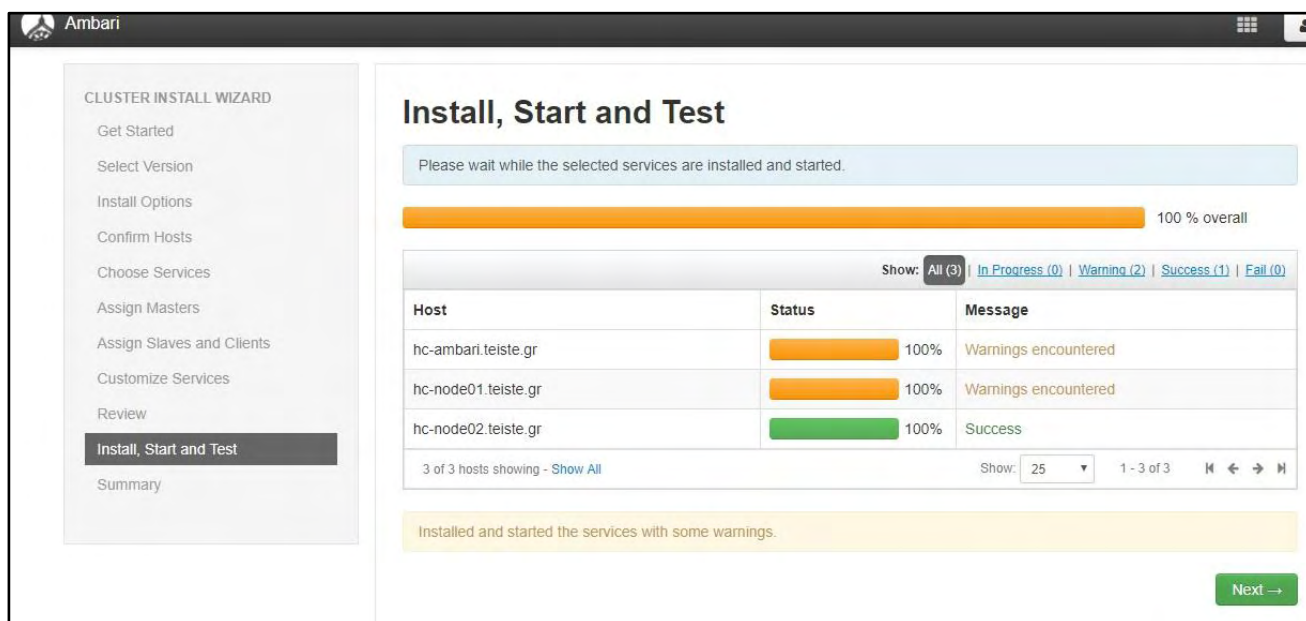 Ambari
CLUSTER INSTALL WIZARD
Get Started
Select Version
Install Options
Confirm Hosts
Choose Services
Assign Masters
Assign Slaves and Clients
Customize Services
Review
Install, Start and Test
Summary
Install, Start and Test
Please wait while the selected services are installed and started.
100 % overall
Show: All (3) | In Progress (0) | Warning (2) | Success (1) | Fail (0)
Host Status Message
hc-ambari.teiste.gr 100% Warnings encountered
hc-node01.teiste.gr 100% Warnings encountered
hc-node02.teiste.gr 100% Success
3 of 3 hosts showing - Show All Show: 25 1 - 3 of 3
Installed and started the services with some warnings.
Next →